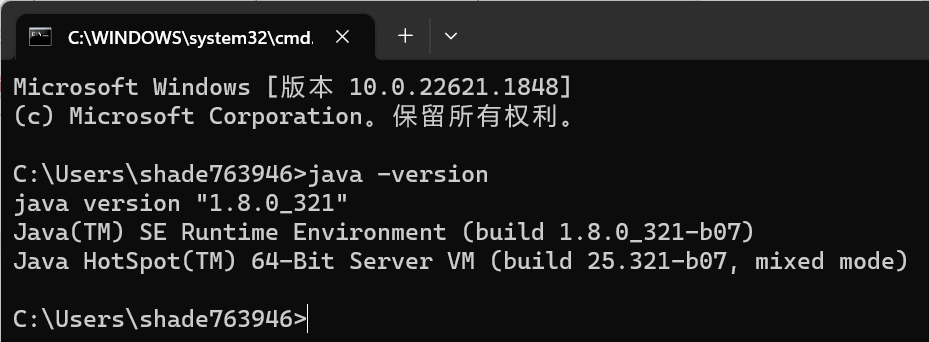 C:\WINDOWS\system32\cmd.
Microsoft Windows [版本 10.0.22621.1848]
(c) Microsoft Corporation。保留所有权利。
C:\Users\shade763946>java -version
java version "1.8.0_321"
Java(TM) SE Runtime Environment (build 1.8.0_321-b07)
Java HotSpot(TM) 64-Bit Server VM (build 25.321-b07, mixed mode)
C:\Users\shade763946>